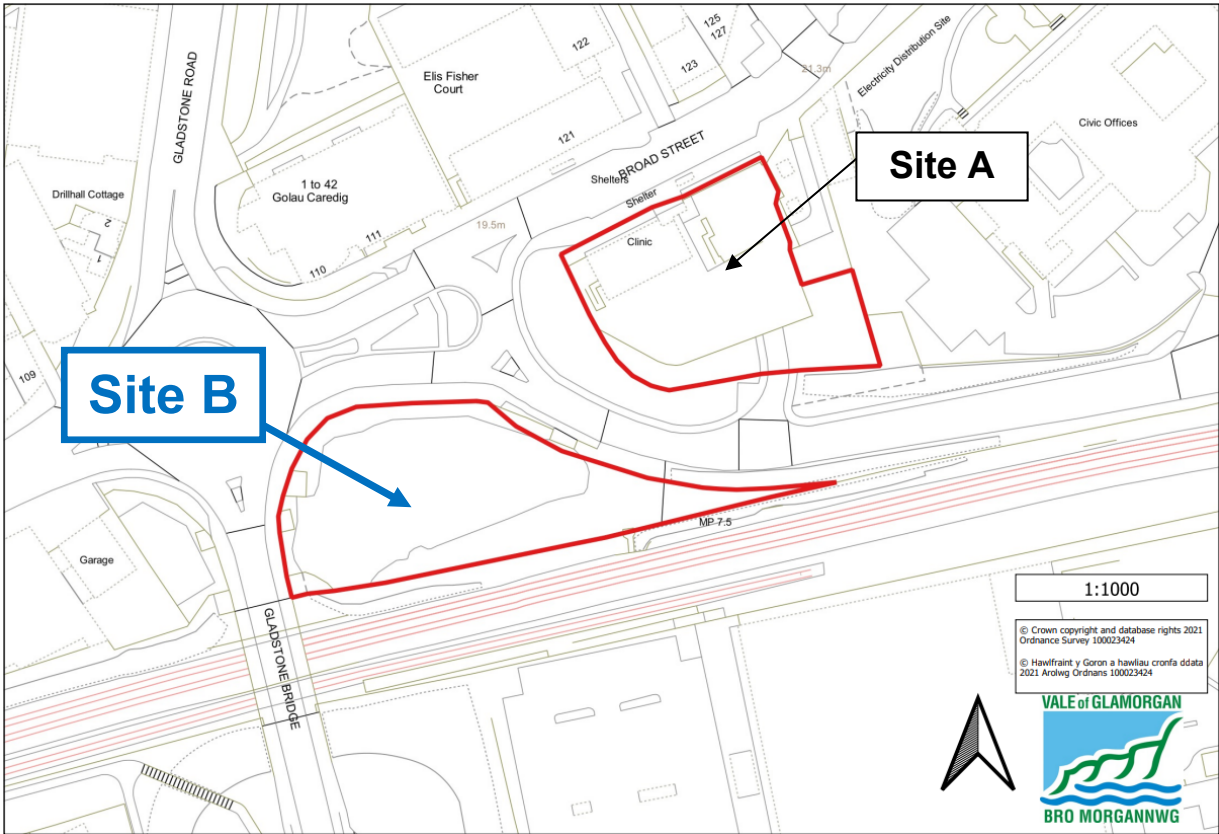 GLADSTONE ROAD
Elis Fisher
Court
122
125
127
123
21.3m
Electricity Distribution Site
Civic Offices
121
BROAD STREET
Site A
Drillhall Cottage
2
1
1 to 42
Golau Caredig
111
110
Shelters
Shelter
19.5m
Clinic
109
Site B
MP 7.5
Garage
GLADSTONE BRIDGE
1:1000
© Crown copyright and database rights 2021
Ordnance Survey 100023424
© Hawlfraint y Goron a hawliau cronfa ddata
2021 Arolwg Ordnans 100023424
VALE of GLAMORGAN
BRO MORGANNWG